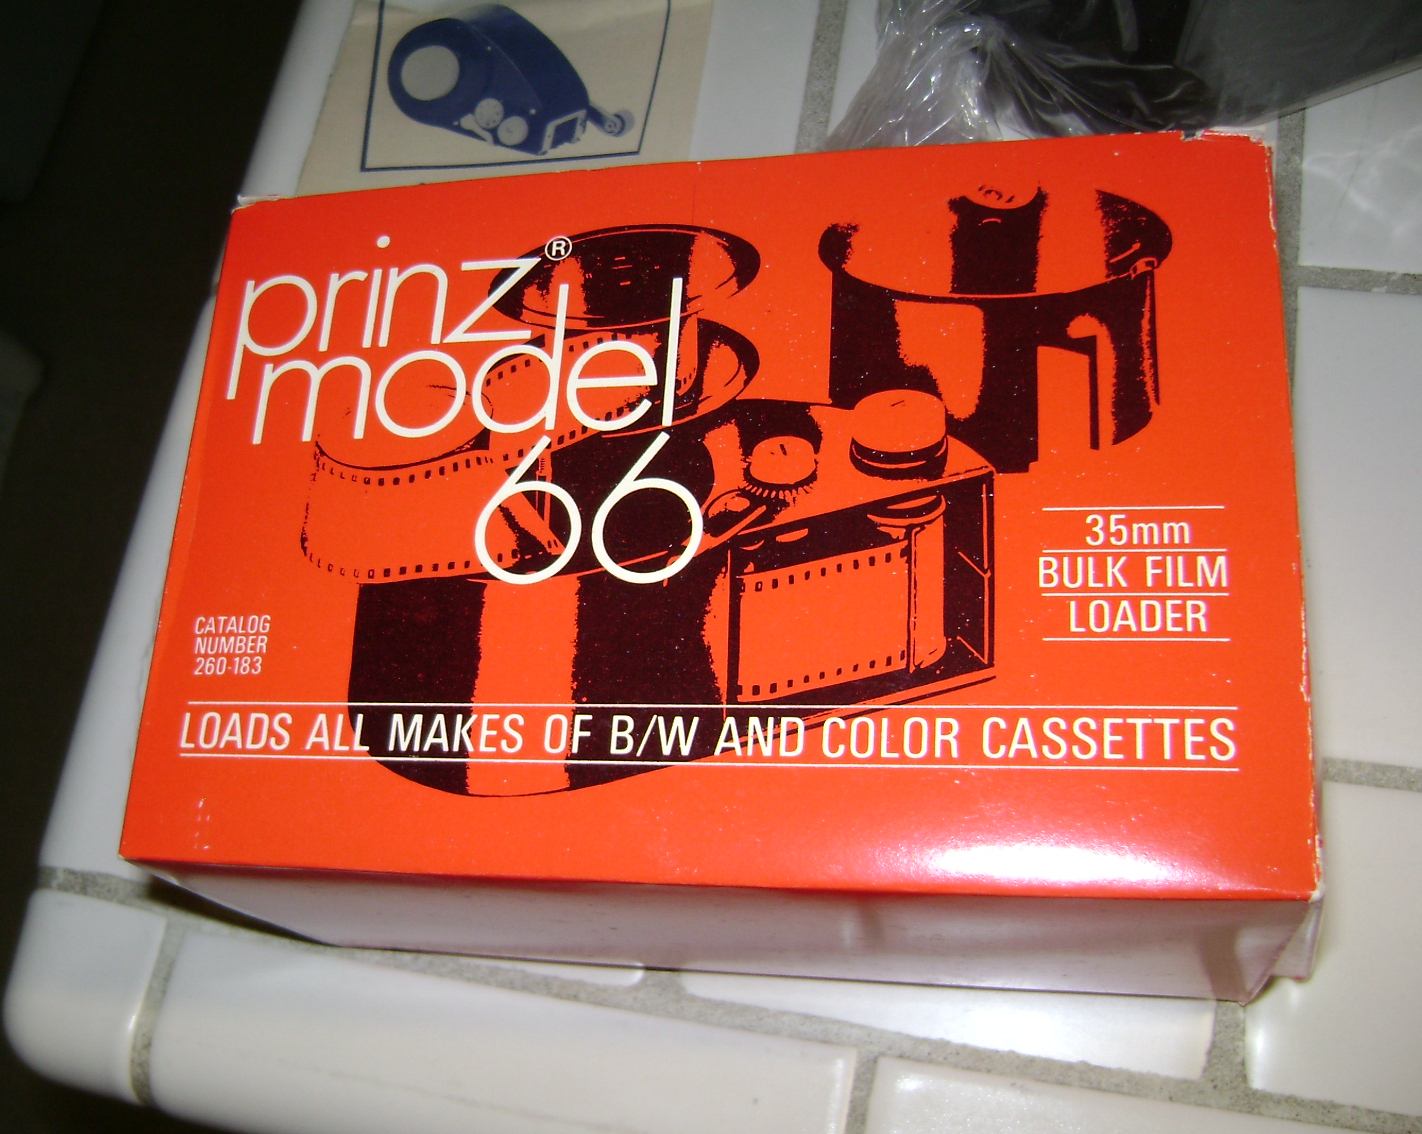 prinz®
model
66
35mm
BULK FILM
LOADER
CATALOG
NUMBER
260-183
LOADS ALL MAKES OF B/W AND COLOR CASSETTES